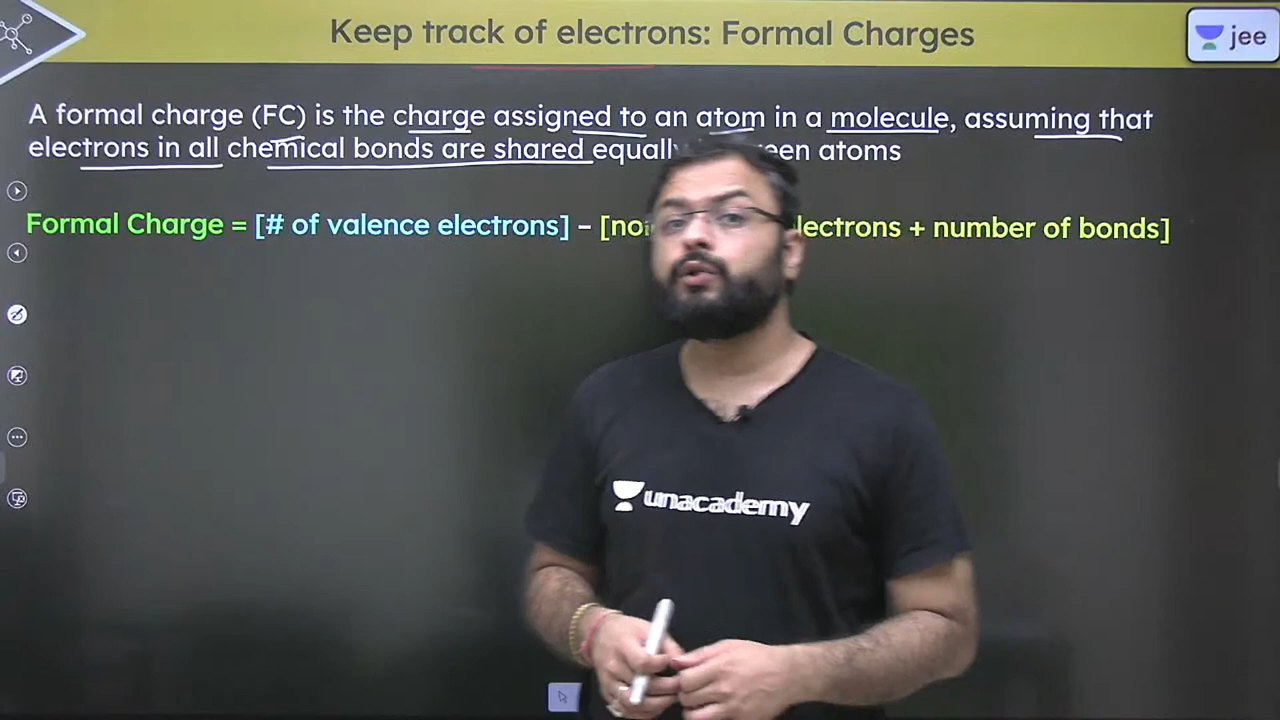 Keep track of electrons: Formal Charges
jee
A formal charge (FC) is the charge assigned to an atom in a molecule, assuming that
electrons in all chemical bonds are shared equally atoms
Formal Charge = [# of valence electrons] – [ + number of bonds]
unacademy